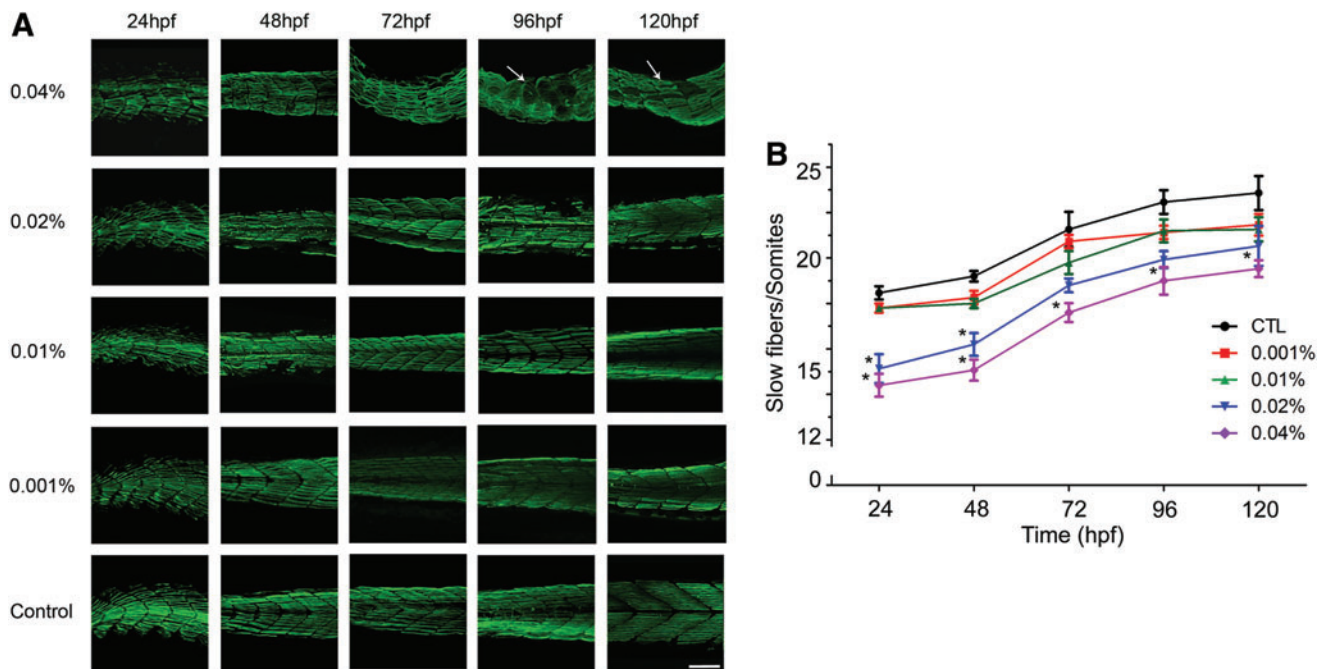 A
24hpf 48hpf 72hpf 96hpf 120hpf
0.04%
0.02%
0.01%
0.001%
Control
B
Slow fibers/Somites
25
20
15
12
0
24 48 72 96 120
Time (hpf)
* * * * * * *
CTL
0.001%
0.01%
0.02%
0.04%